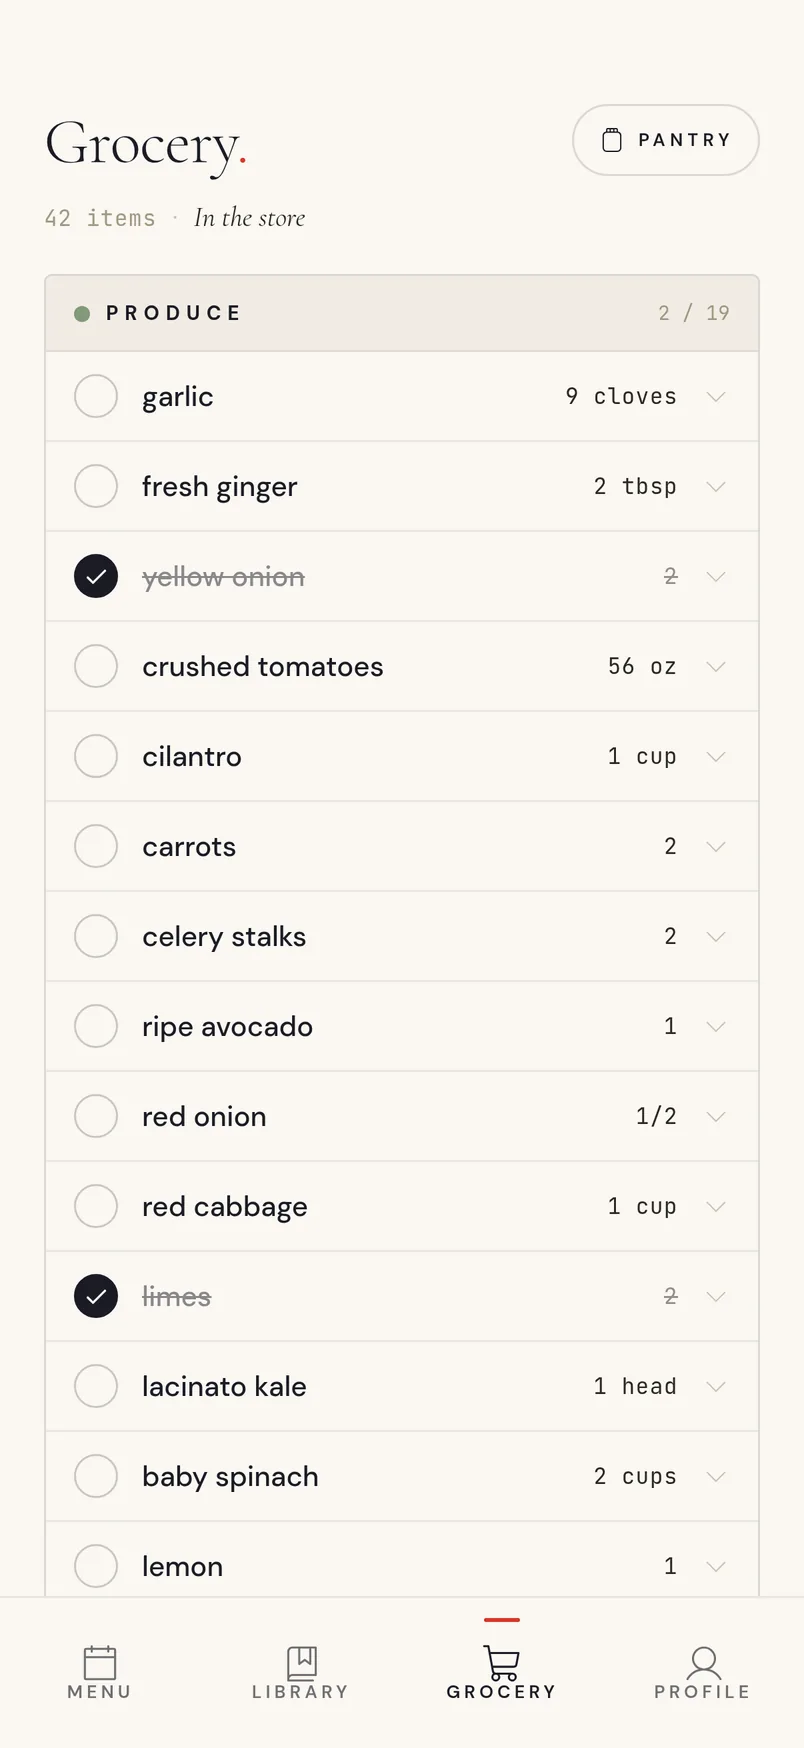 Grocery.
PANTRY
42 items · In the store
PRODUCE 2 / 19
garlic 9 cloves
fresh ginger 2 tbsp
yellow onion 2
crushed tomatoes 56 oz
cilantro 1 cup
carrots 2
celery stalks 2
ripe avocado 1
red onion 1/2
red cabbage 1 cup
limes 2
lacinato kale 1 head
baby spinach 2 cups
lemon 1
MENU LIBRARY GROCERY PROFILE